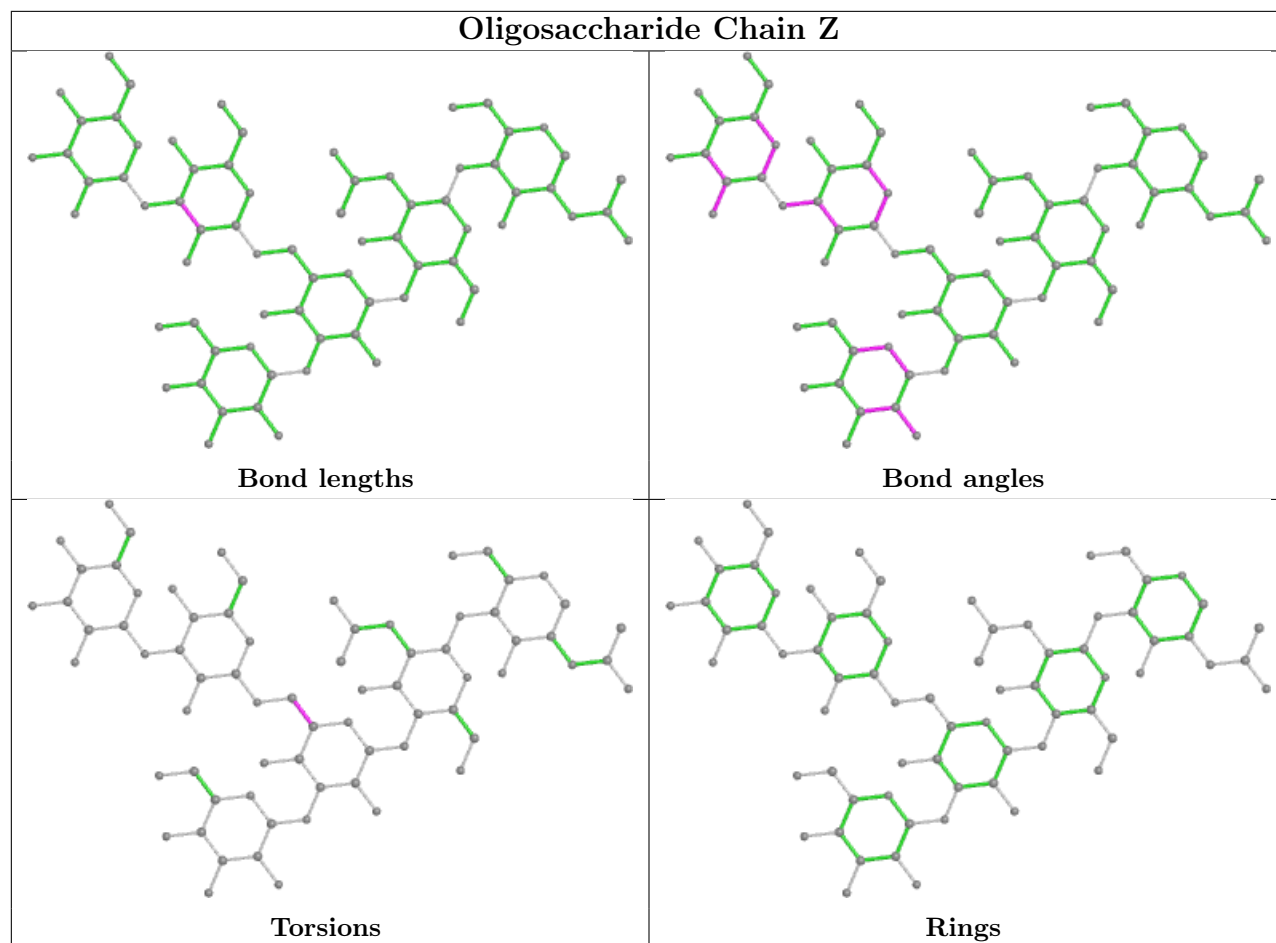 Oligosaccharide Chain Z
Bond lengths
Bond angles
Torsions
Rings